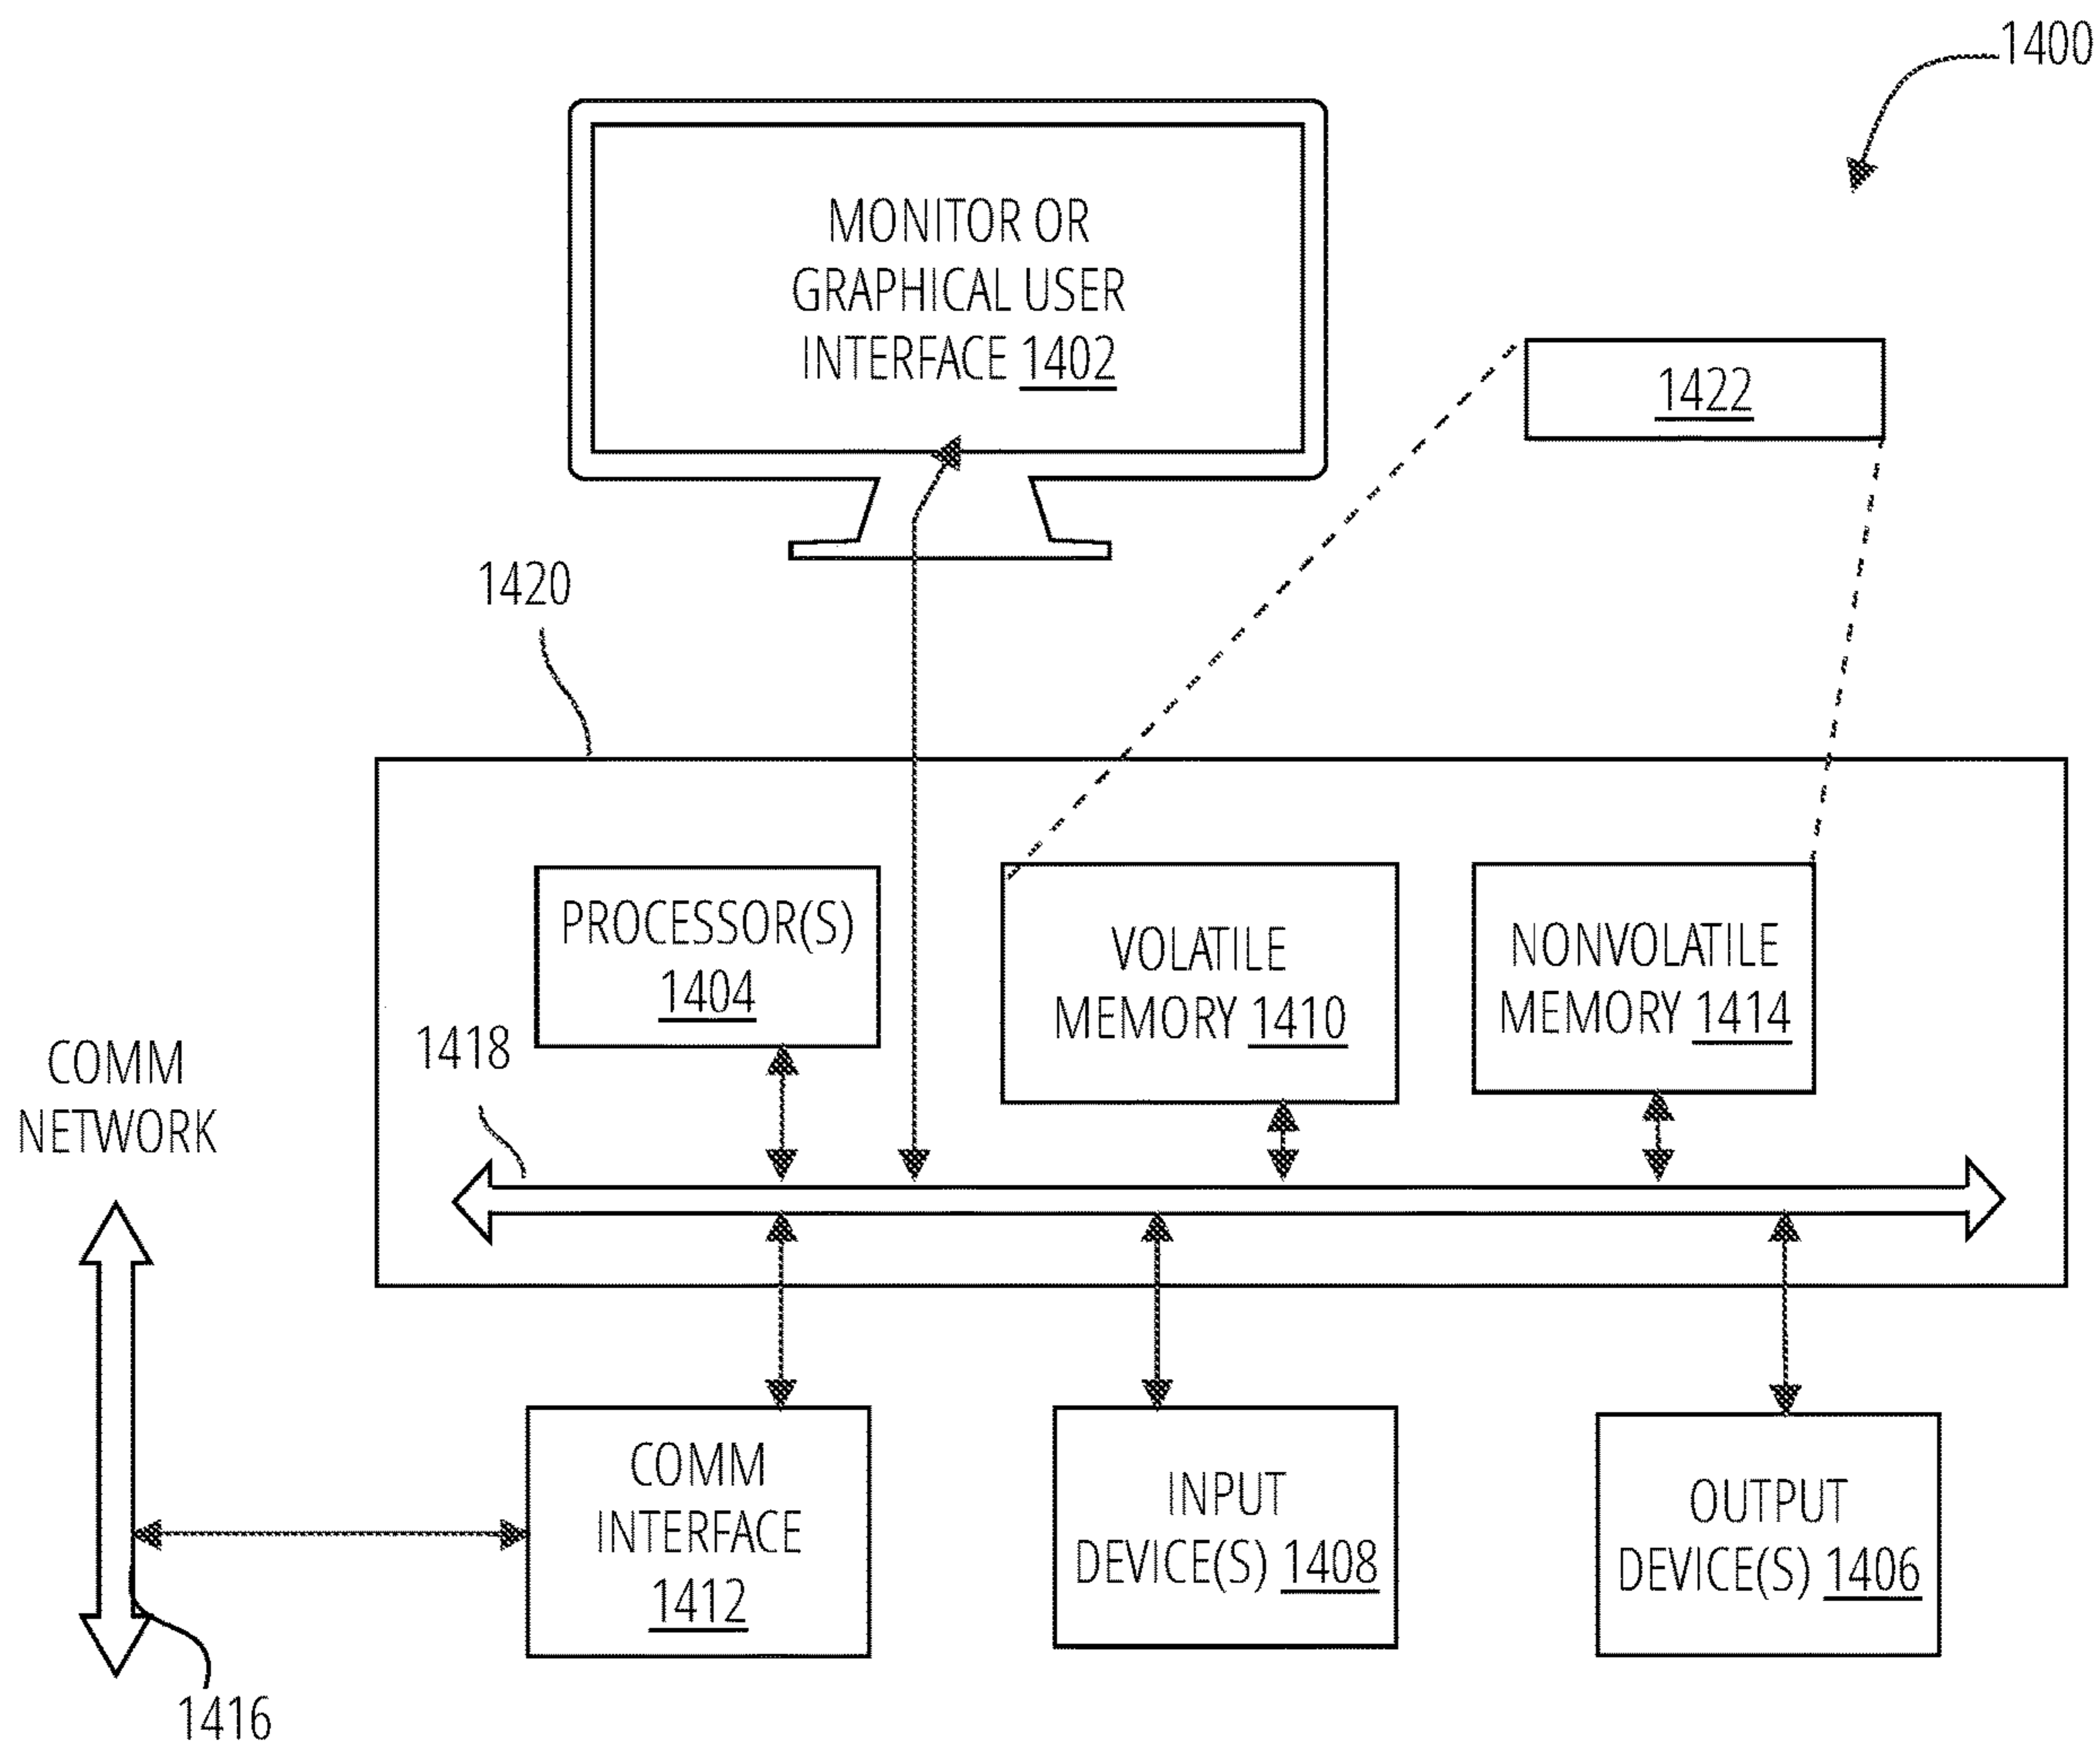 1400
MONITOR OR
GRAPHICAL USER
INTERFACE 1402
1422
1420
PROCESSOR(S)
1404
VOLATILE
MEMORY 1410
NONVOLATILE
MEMORY 1414
1418
COMM
NETWORK
COMM
INTERFACE
1412
INPUT
DEVICE(S) 1408
OUTPUT
DEVICE(S) 1406
1416